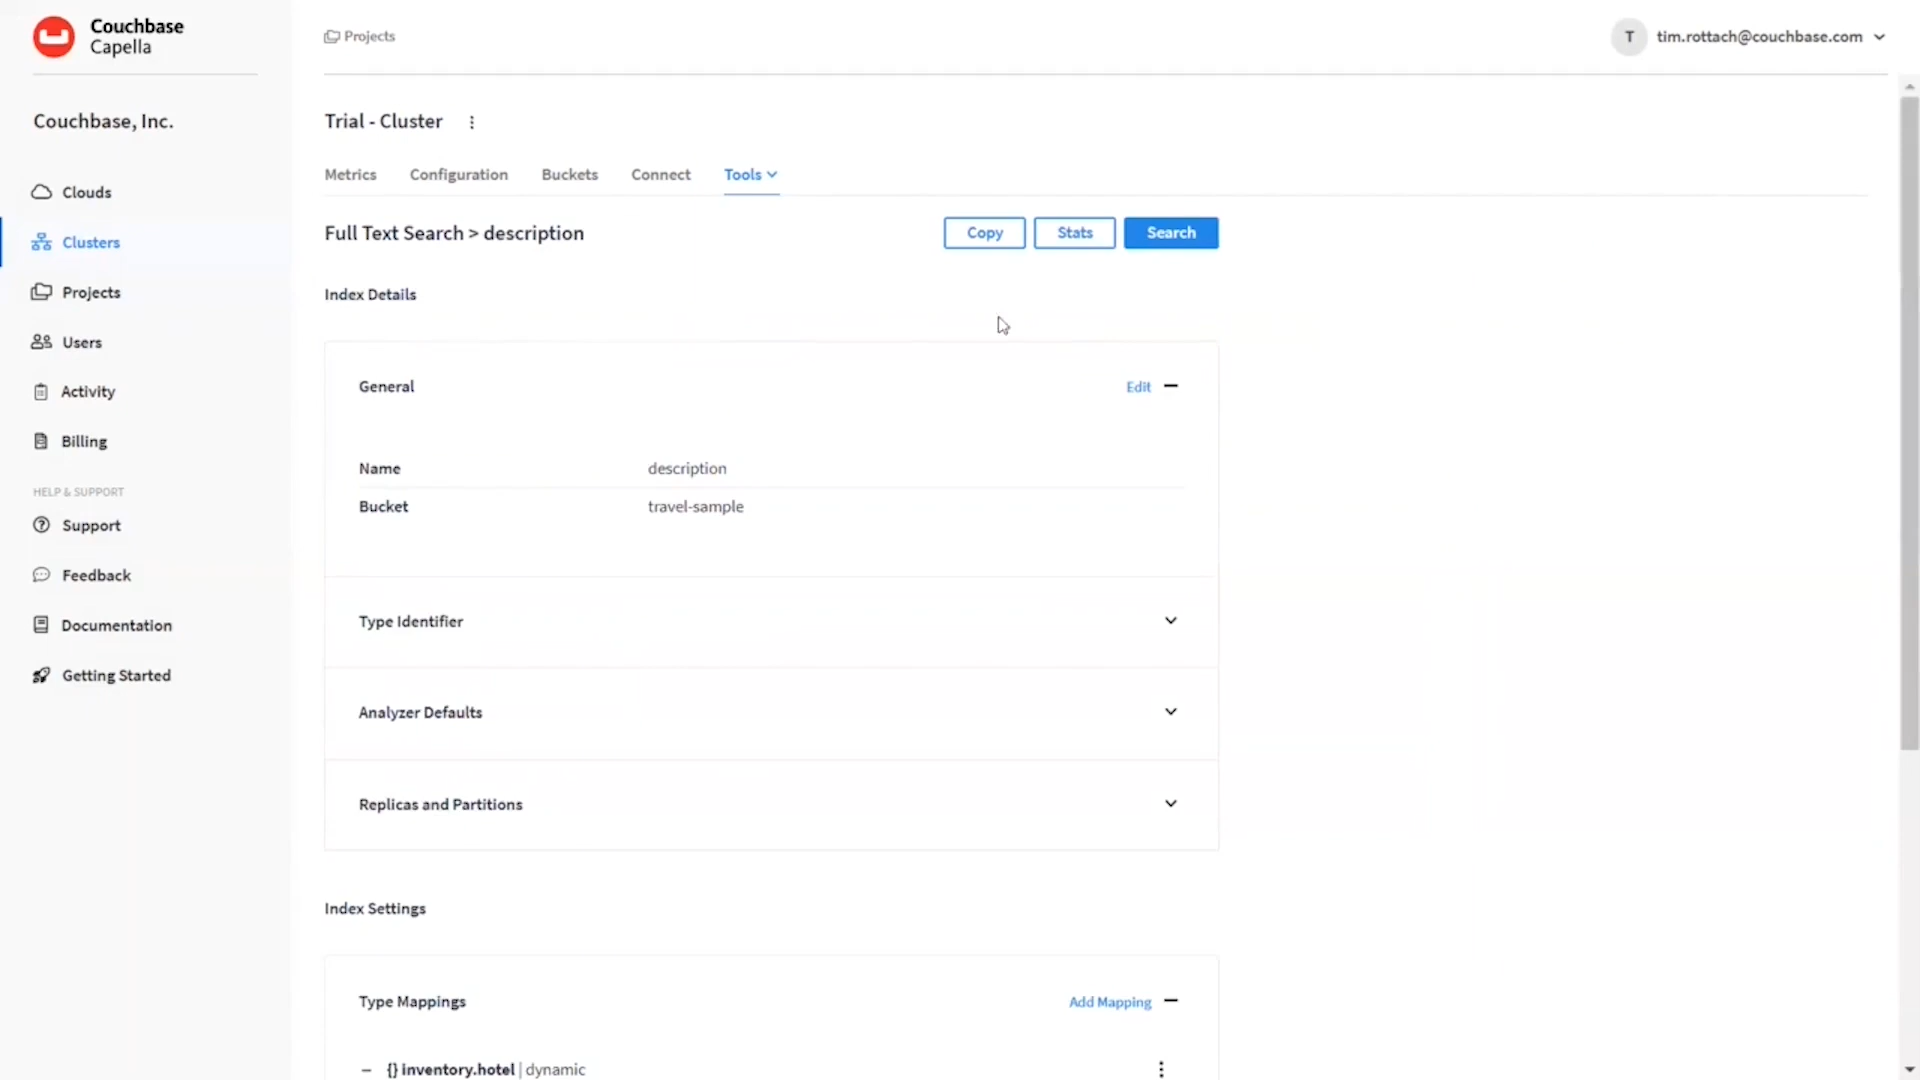 Couchbase
Capella
Projects
T tim.rottach@couchbase.com
Couchbase, Inc.
Clouds
Clusters
Projects
Users
Activity
Billing
HELP & SUPPORT
Support
Feedback
Documentation
Getting Started
Trial - Cluster
Metrics Configuration Buckets Connect Tools
Full Text Search > description
Copy Stats Search
Index Details
General Edit
Name description
Bucket travel-sample
Type Identifier
Analyzer Defaults
Replicas and Partitions
Index Settings
Type Mappings Add Mapping
{} inventory.hotel | dynamic